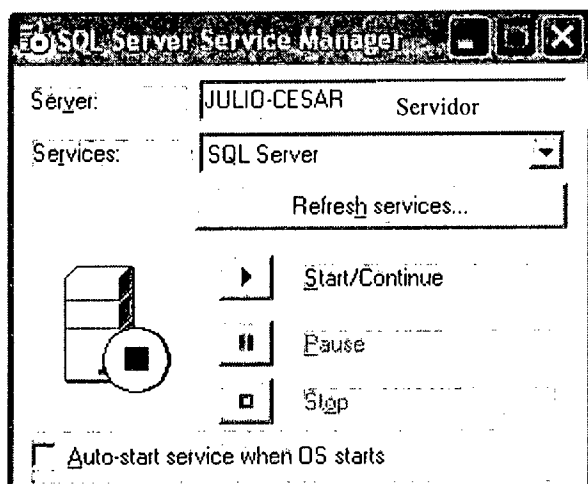 SQL Server Service Manager
Server: JULIO-CESAR Servidor
Services: SQL Server
Refresh services...
Start/Continue
Pause
Stop
Auto-start service when OS starts